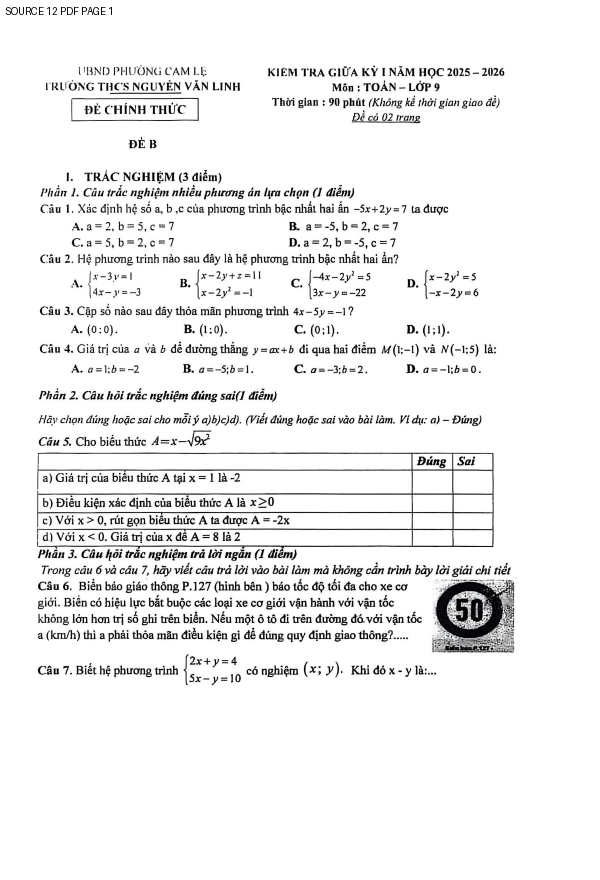 SOURCE 12 PDF PAGE 1
UBND PHƯỜNG CẨM LỆ
TRƯỜNG THCS NGUYỄN VĂN LINH
ĐỀ CHÍNH THỨC
ĐỀ B
KIỂM TRA GIỮA KỲ I NĂM HỌC 2025 – 2026
Môn : TOÁN – LỚP 9
Thời gian : 90 phút (Không kể thời gian giao đề)
Đề có 02 trang
I. TRẮC NGHIỆM (3 điểm)
Phần 1. Câu trắc nghiệm nhiều phương án lựa chọn (1 điểm)
Câu 1. Xác định hệ số a, b ,c của phương trình bậc nhất hai ẩn −5x+2y=7 ta được
A. a = 2, b = 5, c = 7 B. a = -5, b = 2, c = 7
C. a = 5, b = 2, c = 7 D. a = 2, b = -5, c = 7
Câu 2. Hệ phương trình nào sau đây là hệ phương trình bậc nhất hai ẩn?
A. {x−3y=1 4x−y=−3 B. {x−2y+z=11 x−2y²=−1 C. {−4x−2y²=5 3x−y=−22 D. {x−2y²=5 −x−2y=6
Câu 3. Cặp số nào sau đây thỏa mãn phương trình 4x−5y=−1?
A. (0;0). B. (1;0). C. (0;1). D. (1;1).
Câu 4. Giá trị của a và b để đường thẳng y=ax+b đi qua hai điểm M(1;−1) và N(−1;5) là:
A. a=1;b=−2 B. a=−5;b=1. C. a=−3;b=2. D. a=−1;b=0.
Phần 2. Câu hỏi trắc nghiệm đúng sai(1 điểm)
Hãy chọn đúng hoặc sai cho mỗi ý a)b)c)d). (Viết đúng hoặc sai vào bài làm. Ví dụ: a) – Đúng)
Câu 5. Cho biểu thức A=x−√9x²
Đúng Sai
a) Giá trị của biểu thức A tại x = 1 là -2
b) Điều kiện xác định của biểu thức A là x≥0
c) Với x > 0, rút gọn biểu thức A ta được A = -2x
d) Với x < 0. Giá trị của x để A = 8 là 2
Phần 3. Câu hỏi trắc nghiệm trả lời ngắn (1 điểm)
Trong câu 6 và câu 7, hãy viết câu trả lời vào bài làm mà không cần trình bày lời giải chi tiết
Câu 6. Biển báo giáo thông P.127 (hình bên ) báo tốc độ tối đa cho xe cơ
giới. Biển có hiệu lực bắt buộc các loại xe cơ giới vận hành với vận tốc
không lớn hơn trị số ghi trên biển. Nếu một ô tô đi trên đường đó.với vận tốc
a (km/h) thì a phải thỏa mãn điều kiện gì để đúng quy định giao thông?.....
50
Biển báo P.127
Câu 7. Biết hệ phương trình {2x+y=4 5x−y=10 có nghiệm (x; y). Khi đó x - y là:...